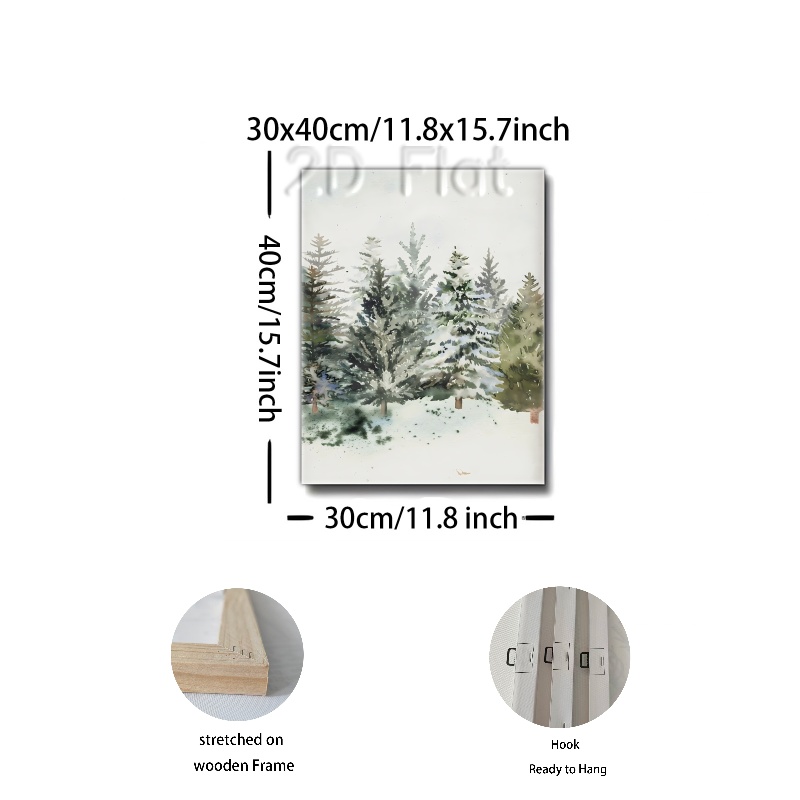 30x40cm/11.8x15.7inch
2.D Flat.
40cm/15.7inch
30cm/11.8 inch
stretched on
wooden Frame
Hook
Ready to Hang